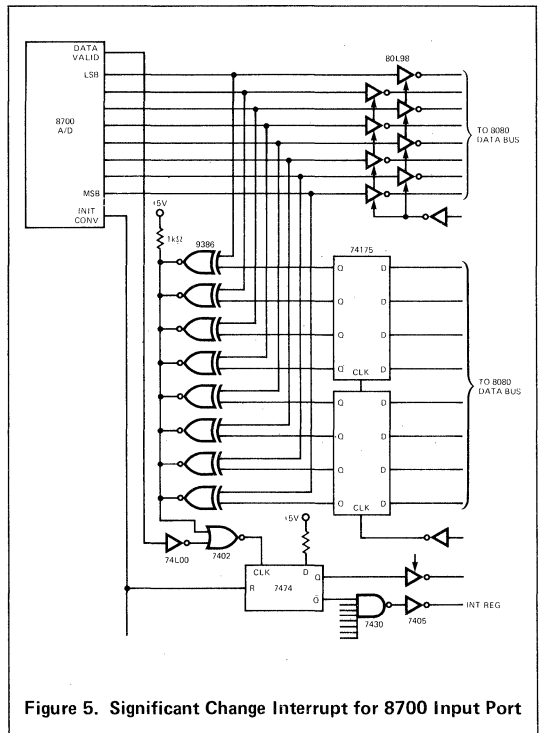 DATA
VALID
LSB
8700
A/D
MSB
INIT
CONV
80L98
TO 8080
DATA BUS
+5V
1kΩ
9386
74175
Q D
Q D
Q D
Q D
CLK
Q D
Q D
Q D
Q D
CLK
TO 8080
DATA BUS
+5V
74L00
7402
CLK D
Q
R
7474
Q̄
7430
7405
INT REG
Figure 5. Significant Change Interrupt for 8700 Input Port